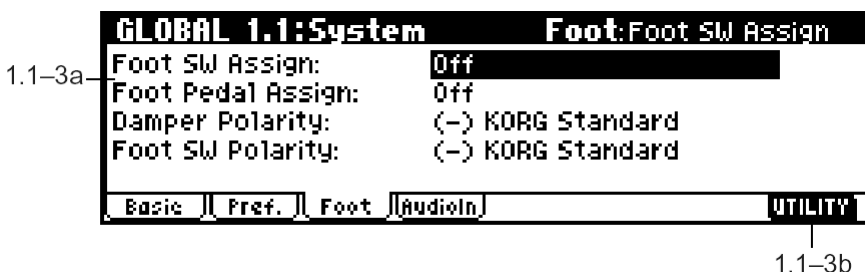 GLOBAL 1.1:System Foot:Foot SW Assign
1.1–3a
Foot SW Assign: Off
Foot Pedal Assign: Off
Damper Polarity: (–) KORG Standard
Foot SW Polarity: (–) KORG Standard
Basic Pref. Foot AudioIn UTILITY
1.1–3b